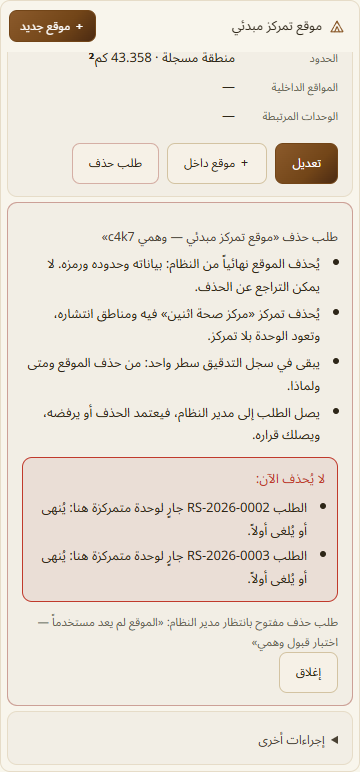 موقع تمركز مبدئي
+ موقع جديد
الحدود
منطقة مسجلة · 43.358 كم²
المواقع الداخلية
—
الوحدات المرتبطة
—
تعديل
+ موقع داخل
طلب حذف
طلب حذف «موقع تمركز مبدئي — وهمي c4k7»
• يُحذف الموقع نهائياً من النظام: بياناته وحدوده ورمزه. لا
يمكن التراجع عن الحذف.
• يُحذف تمركز «مركز صحة اثنين» فيه ومناطق انتشاره،
وتعود الوحدة بلا تمركز.
• يبقى في سجل التدقيق سطر واحد: من حذف الموقع ومتى
ولماذا.
• يصل الطلب إلى مدير النظام، فيعتمد الحذف أو يرفضه،
ويصلك قراره.
لا يُحذف الآن:
• الطلب RS-2026-0002 جارٍ لوحدة متمركزة هنا: يُنهى
أو يُلغى أولاً.
• الطلب RS-2026-0003 جارٍ لوحدة متمركزة هنا: يُنهى
أو يُلغى أولاً.
طلب حذف مفتوح بانتظار مدير النظام: «الموقع لم يعد مستخدماً —
اختبار قبول وهمي»
إغلاق
◀ إجراءات أخرى